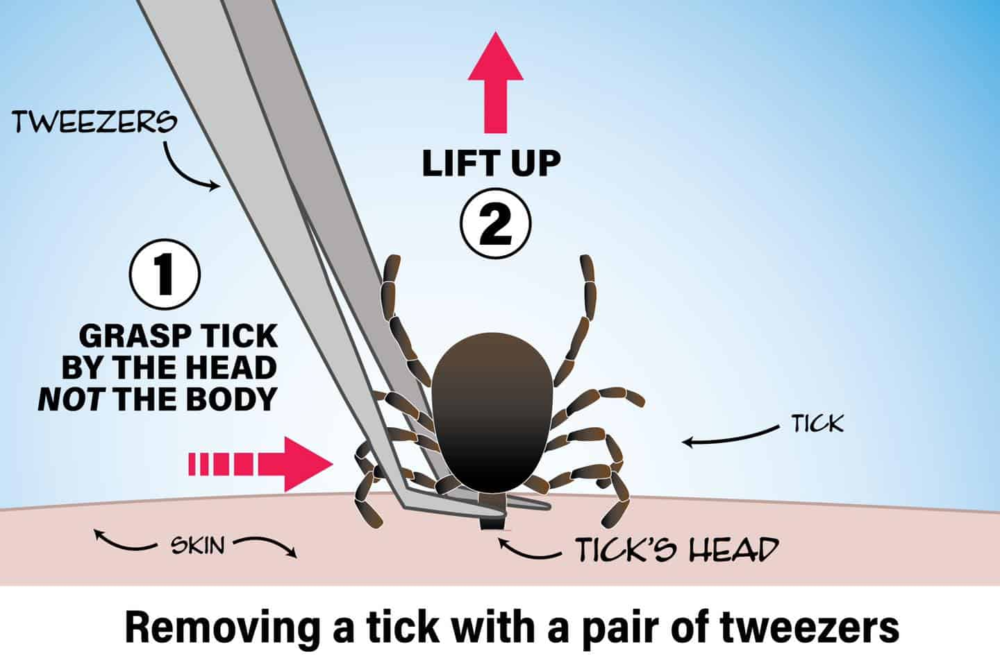 TWEEZERS
LIFT UP
2
1
GRASP TICK
BY THE HEAD
NOT THE BODY
TICK
SKIN
TICK'S HEAD
Removing a tick with a pair of tweezers